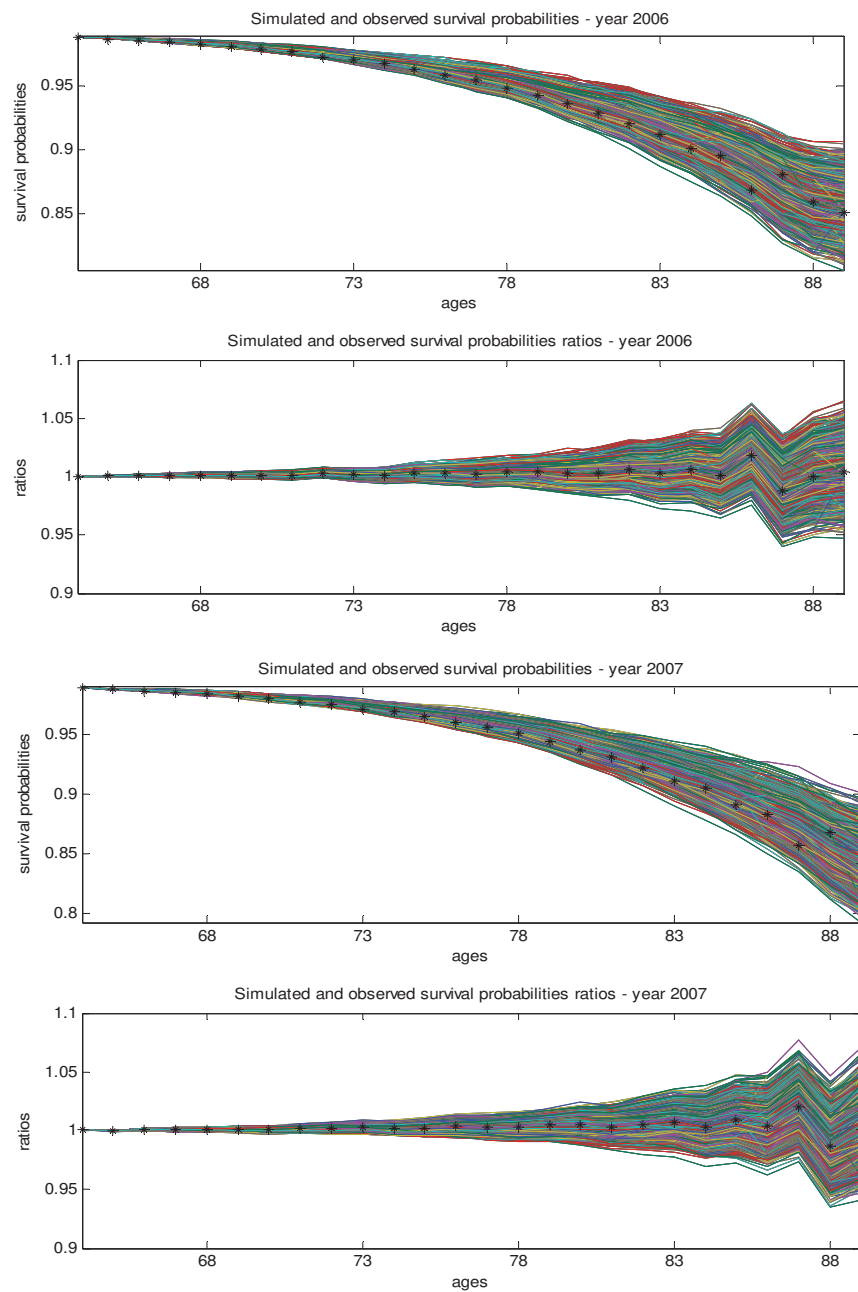 Simulated and observed survival probabilities - year 2006
survival probabilities
0.95
0.9
0.85
68 73 78 83 88
ages
Simulated and observed survival probabilities ratios - year 2006
ratios
1.1
1.05
1
0.95
0.9
68 73 78 83 88
ages
Simulated and observed survival probabilities - year 2007
survival probabilities
0.95
0.9
0.85
0.8
68 73 78 83 88
ages
Simulated and observed survival probabilities ratios - year 2007
ratios
1.1
1.05
1
0.95
0.9
68 73 78 83 88
ages